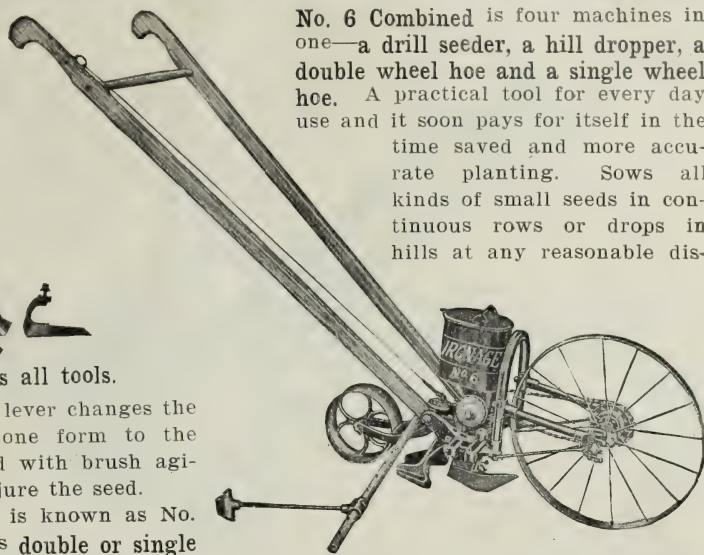 No. 6 Combined is four machines in
one—a drill seeder, a hill dropper, a
double wheel hoe and a single wheel
hoe. A practical tool for every day
use and it soon pays for itself in the
time saved and more accu-
rate planting. Sows all
kinds of small seeds in con-
tinuous rows or drops in
hills at any reasonable dis-
IRON AGE
No 6
s all tools.
lever changes the
one form to the
d with brush agi-
jure the seed.
is known as No.
s double or single